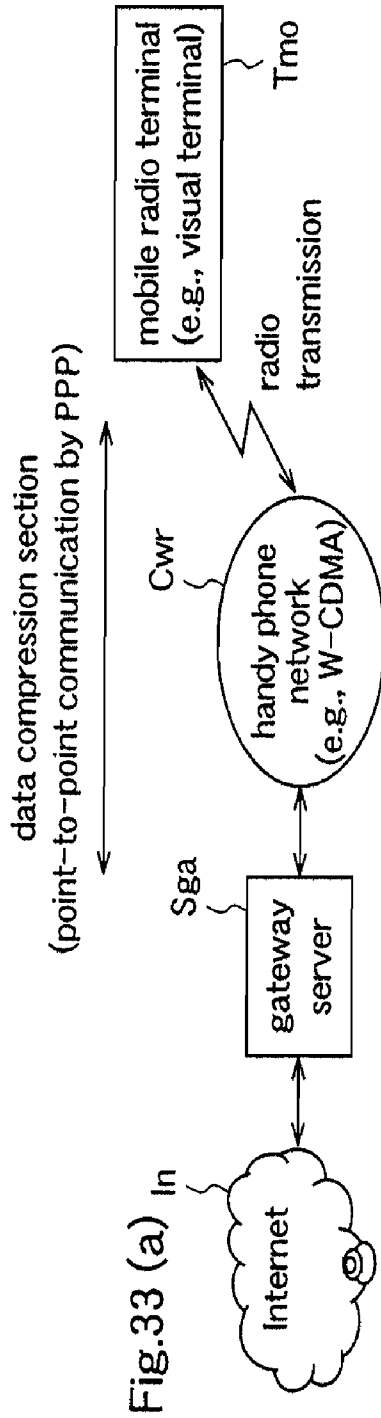 Fig.33 (a)
data compression section
(point-to-point communication by PPP)
In
Internet
Sga
gateway
server
Cwr
handy phone
network
(e.g., W-CDMA)
radio
transmission
mobile radio terminal
(e.g., visual terminal)
Tmo